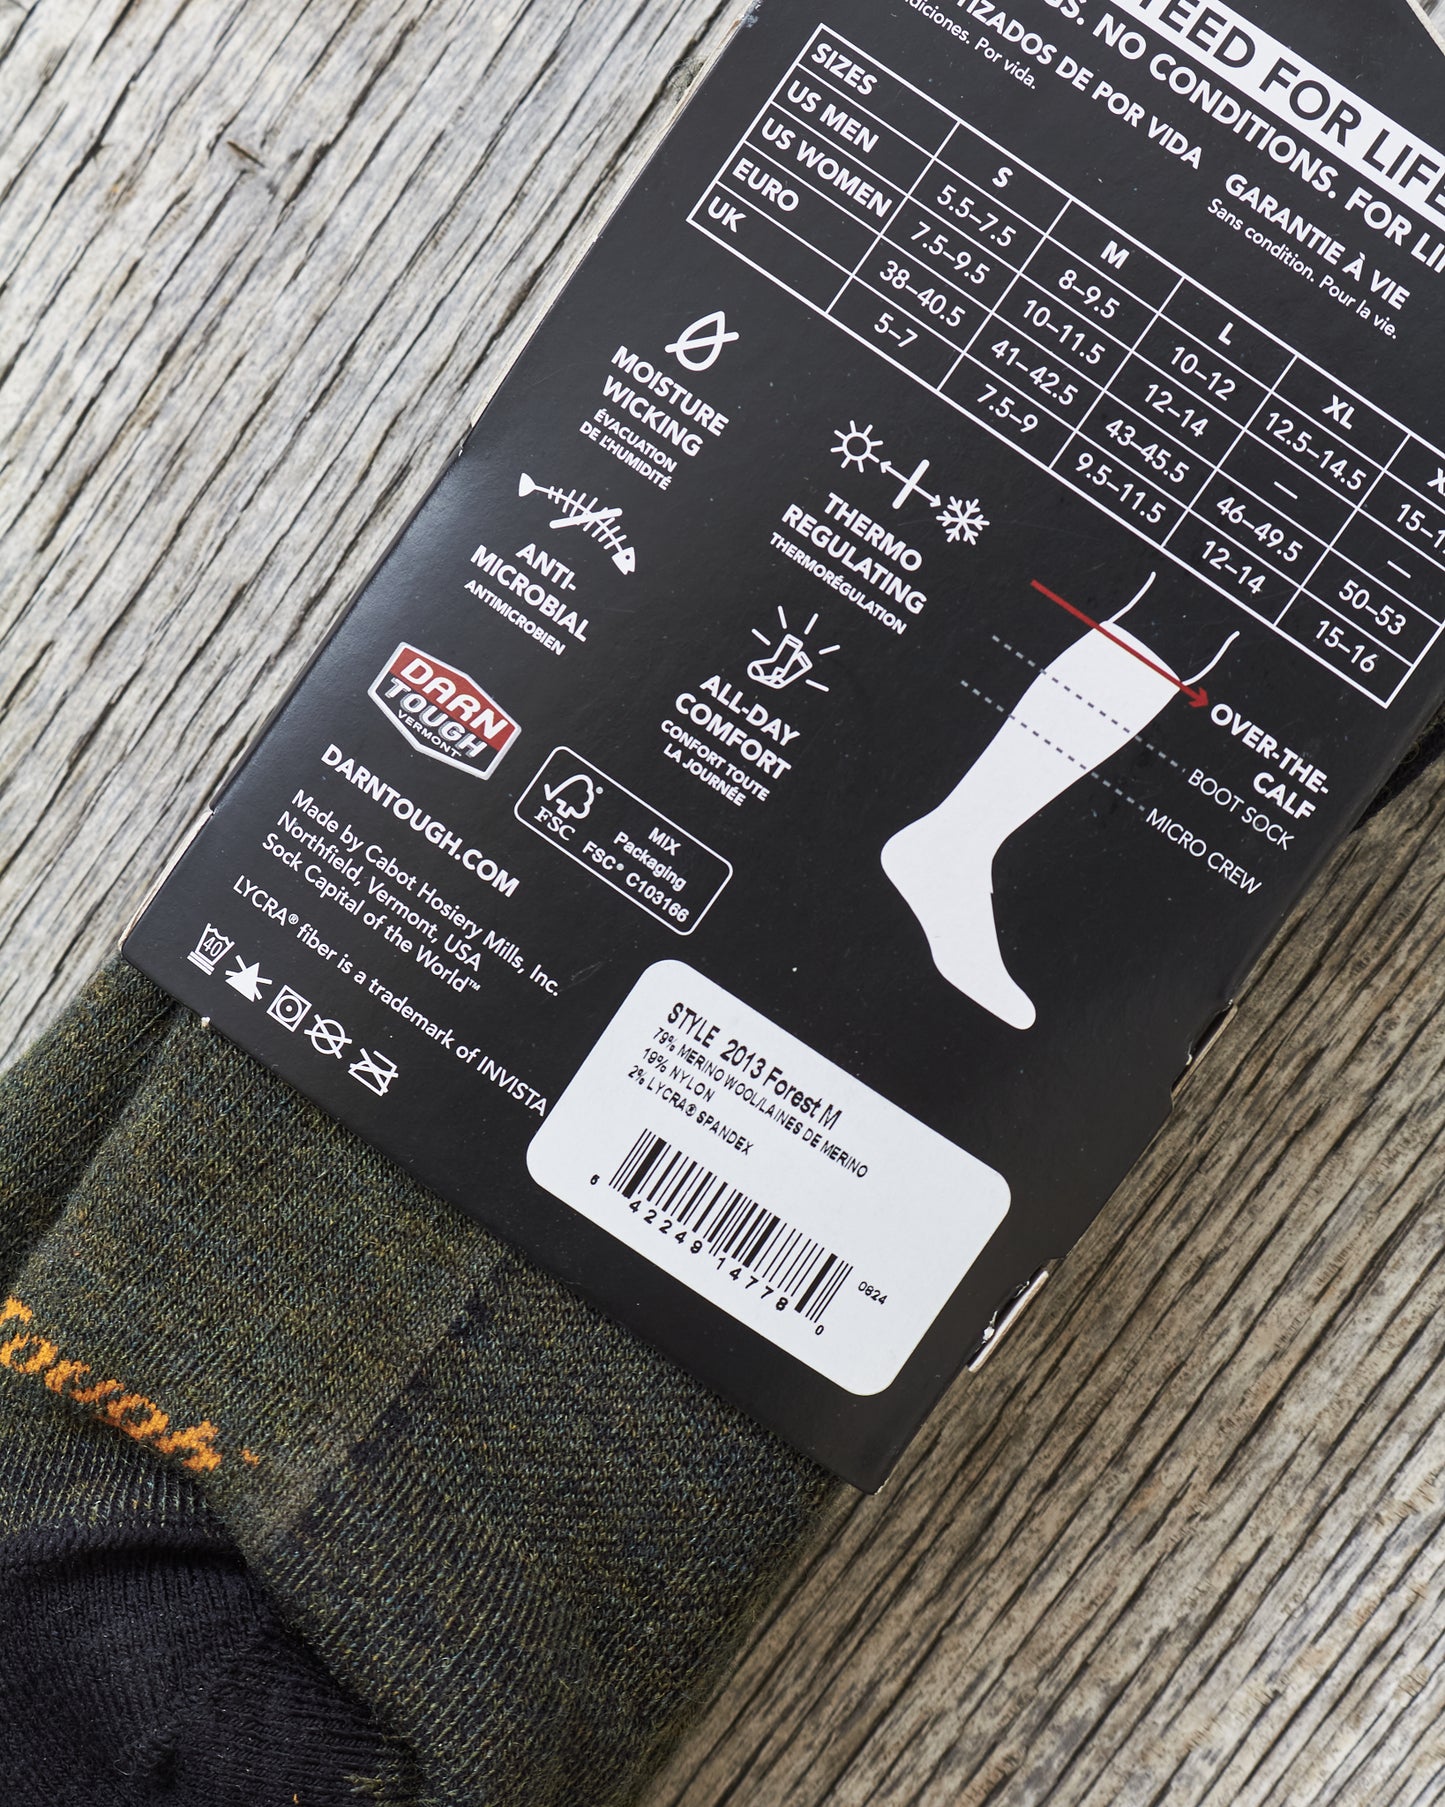 FOR LIFE
NO CONDITIONS. FOR
DE POR VIDA
Por vida.
GARANTIE À VIE
Sans condition. Pour la vie.
SIZES S M L XL
US MEN 5.5–7.5 8–9.5 10–12 12.5–14.5
US WOMEN 7.5–9.5 10–11.5 12–14 — —
EURO 38–40.5 41–42.5 43–45.5 46–49.5 50–53
UK 5–7 7.5–9 9.5–11.5 12–14 15–16
MOISTURE
WICKING
ÉVACUATION
DE L'HUMIDITÉ
THERMO
REGULATING
THERMORÉGULATION
ANTI-
MICROBIAL
ANTIMICROBIEN
ALL-DAY
COMFORT
CONFORT TOUTE
LA JOURNÉE
OVER-THE-
CALF
BOOT SOCK
MICRO CREW
DARN
TOUGH
VERMONT
DARNTOUGH.COM
Made by Cabot Hosiery Mills, Inc.
Northfield, Vermont, USA
Sock Capital of the World™
LYCRA® fiber is a trademark of INVISTA
FSC
MIX
Packaging
FSC® C103166
40
STYLE 2013 Forest M
79% MERINO WOOL/LAINES DE MERINO
19% NYLON
2% LYCRA® SPANDEX
6 42249 14778 0
0824
Tough